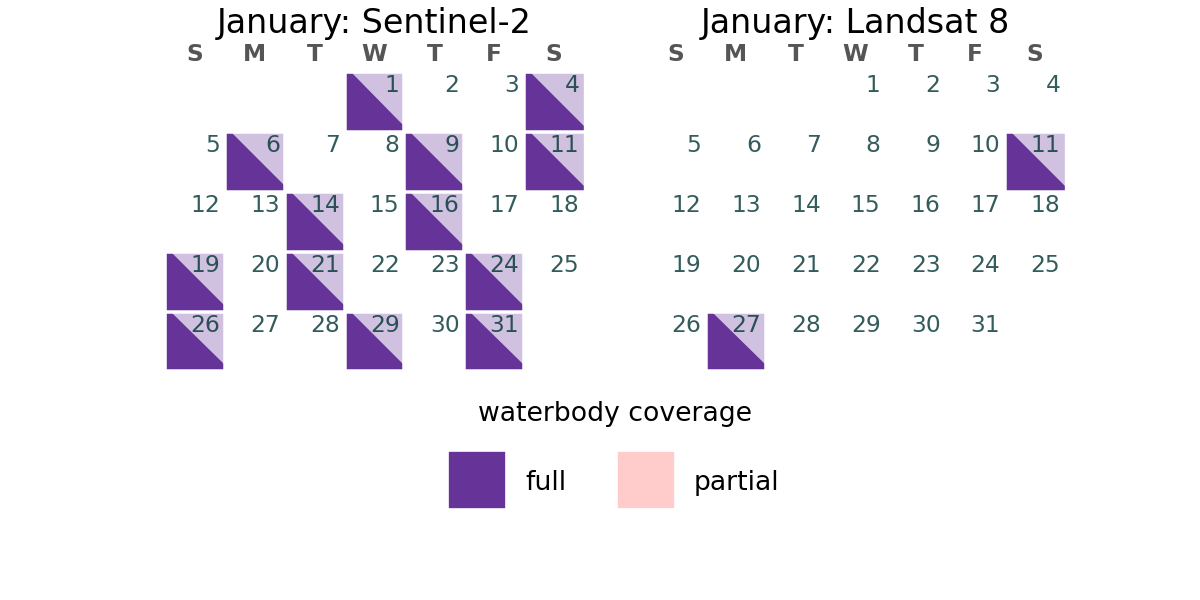 January: Sentinel-2
S M T W T F S
1 2 3 4
5 6 7 8 9 10 11
12 13 14 15 16 17 18
19 20 21 22 23 24 25
26 27 28 29 30 31
January: Landsat 8
S M T W T F S
1 2 3 4
5 6 7 8 9 10 11
12 13 14 15 16 17 18
19 20 21 22 23 24 25
26 27 28 29 30 31
waterbody coverage
full
partial